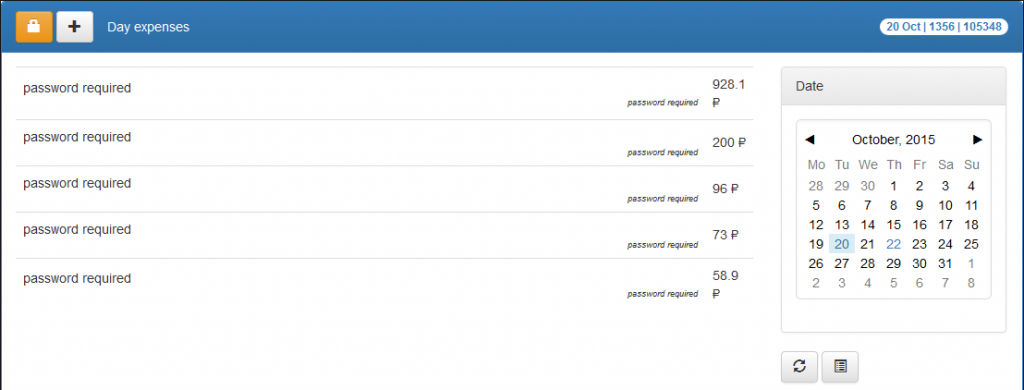 Day expenses
20 Oct | 1356 | 105348
password required
password required
928.1
₽
password required
password required
200 ₽
password required
password required
96 ₽
password required
password required
73 ₽
password required
password required
58.9
₽
Date
◀ October, 2015 ▶
Mo Tu We Th Fr Sa Su
28 29 30 1 2 3 4
5 6 7 8 9 10 11
12 13 14 15 16 17 18
19 20 21 22 23 24 25
26 27 28 29 30 31 1
2 3 4 5 6 7 8